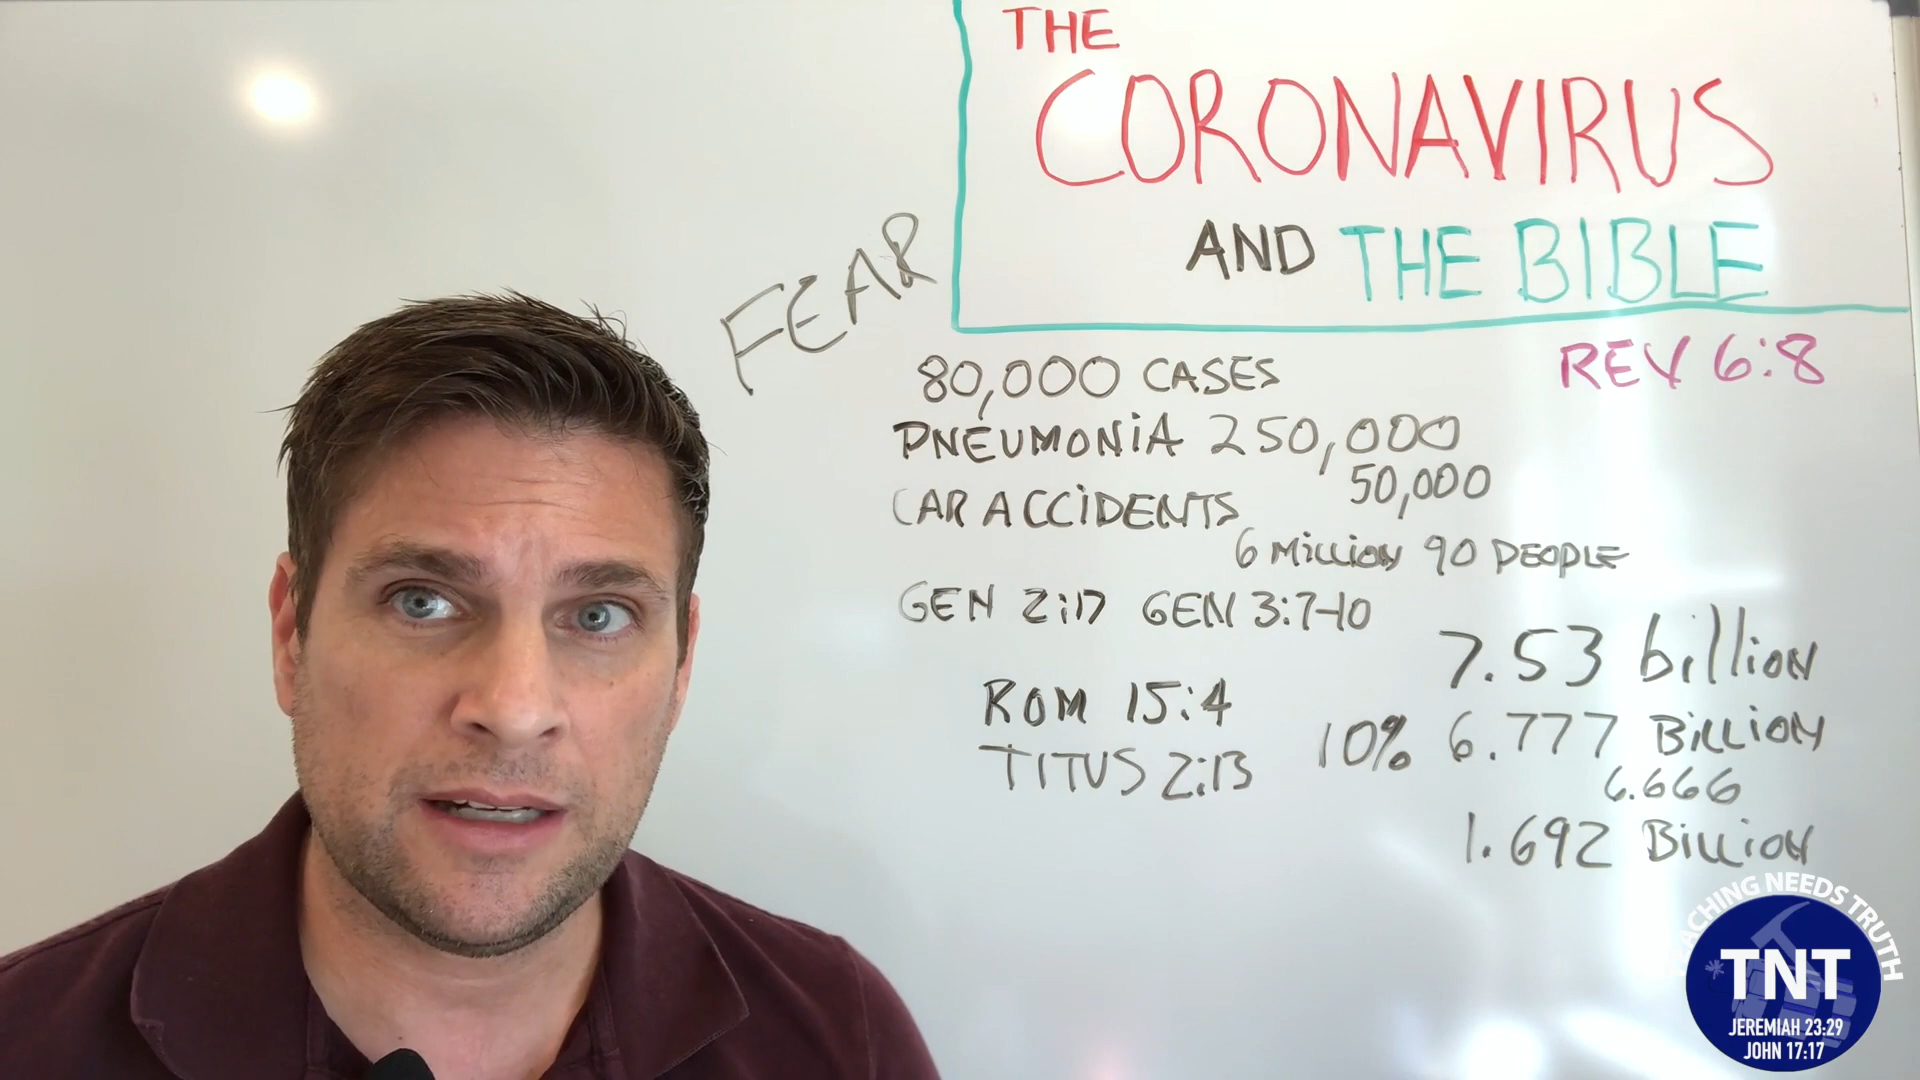 THE
CORONAVIRUS
AND THE BIBLE
FEAR
REV 6:8
80,000 CASES
PNEUMONIA 250,000
50,000
CAR ACCIDENTS
6 MILLION 90 PEOPLE
GEN 2:17 GEN 3:7-10
7.53 billion
ROM 15:4
10% 6.777 BILLION
TITUS 2:13
6.666
1.692 BILLION
NEEDS TRUTH
TNT
JEREMIAH 23:29
JOHN 17:17